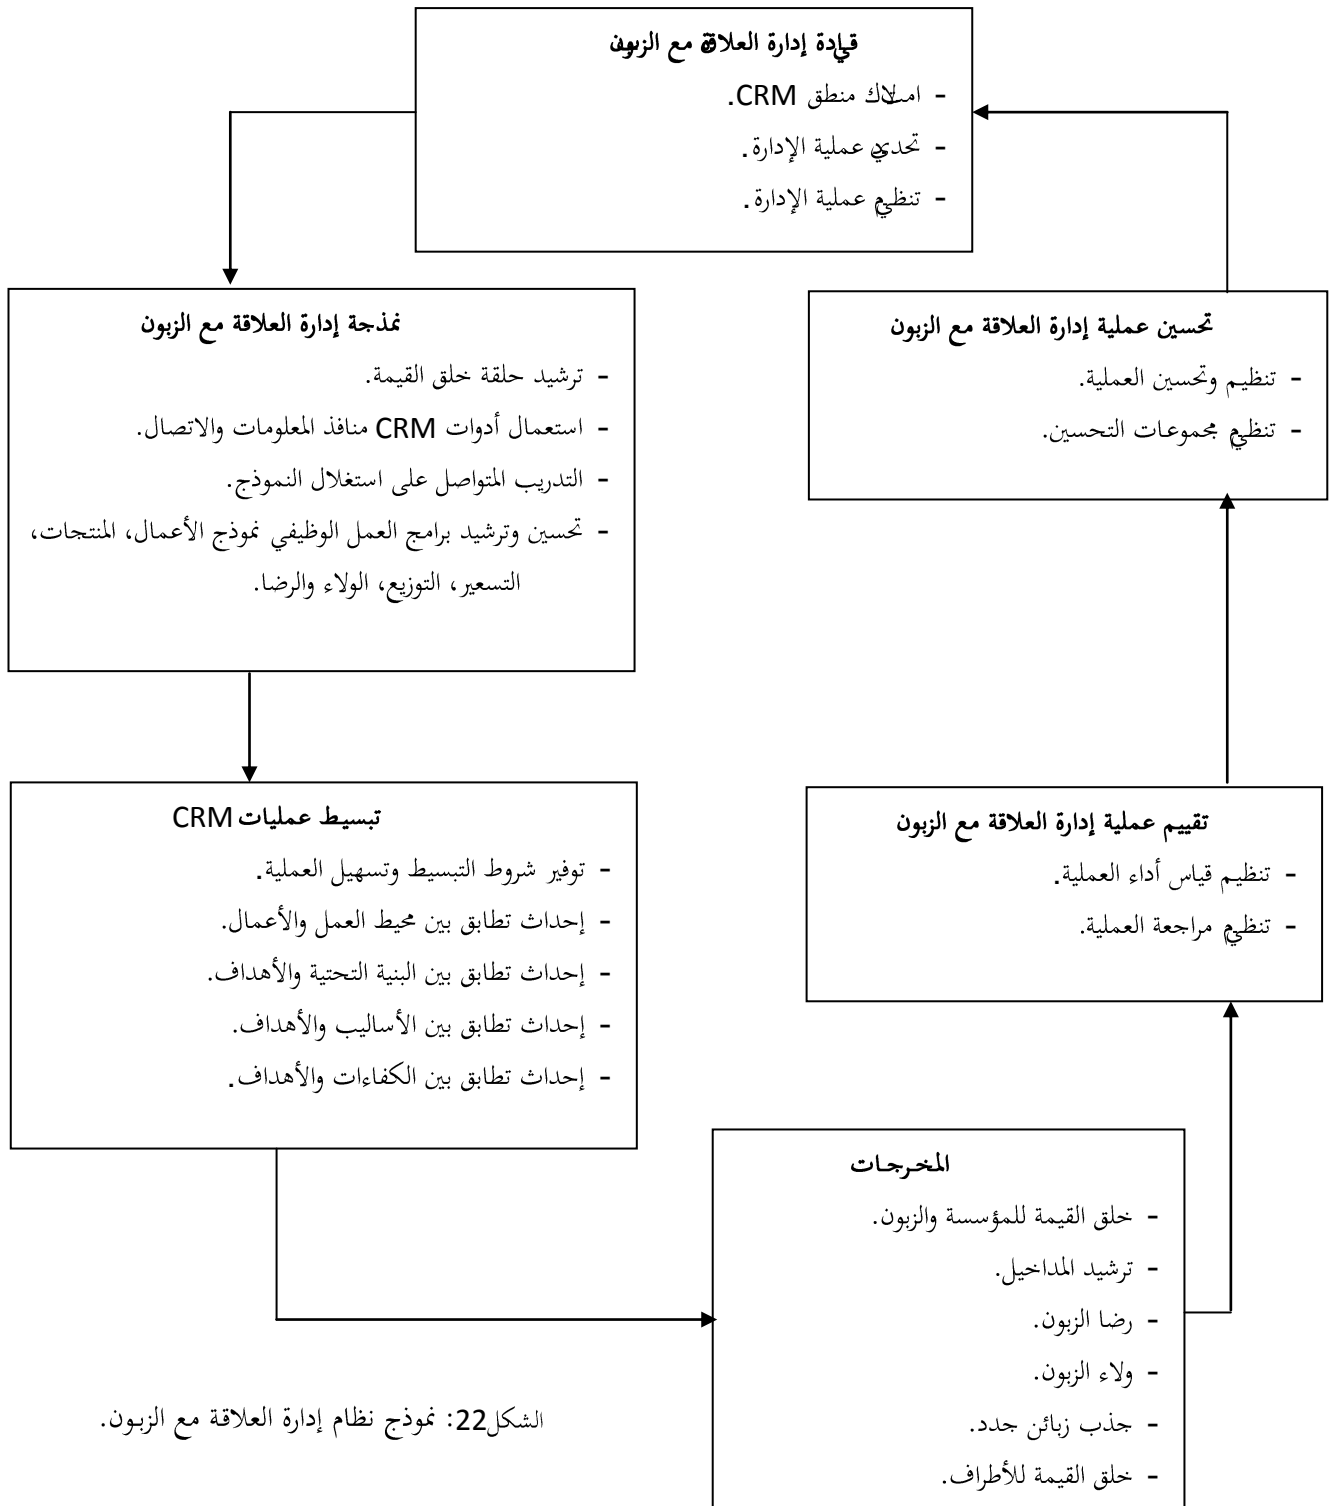 قيادة إدارة العلاقة مع الزبون
- امتلاك منطق CRM.
- تحديد عملية الإدارة.
- تنظيم عملية الإدارة.
نمذجة إدارة العلاقة مع الزبون
- ترشيد حلقة خلق القيمة.
- استعمال أدوات CRM منافذ المعلومات والاتصال.
- التدريب المتواصل على استغلال النموذج.
- تحسين وترشيد برامج العمل الوظيفي نموذج الأعمال، المنتجات،
التسعير، التوزيع، الولاء والرضا.
تحسين عملية إدارة العلاقة مع الزبون
- تنظيم وتحسين العملية.
- تنظيم مجموعات التحسين.
تبسيط عمليات CRM
- توفير شروط التبسيط وتسهيل العملية.
- إحداث تطابق بين محيط العمل والأعمال.
- إحداث تطابق بين البنية التحتية والأهداف.
- إحداث تطابق بين الأساليب والأهداف.
- إحداث تطابق بين الكفاءات والأهداف.
تقييم عملية إدارة العلاقة مع الزبون
- تنظيم قياس أداء العملية.
- تنظيم مراجعة العملية.
المخرجات
- خلق القيمة للمؤسسة والزبون.
- ترشيد المداخيل.
- رضا الزبون.
- ولاء الزبون.
- جذب زبائن جدد.
- خلق القيمة للأطراف.
الشكل22: نموذج نظام إدارة العلاقة مع الزبون.